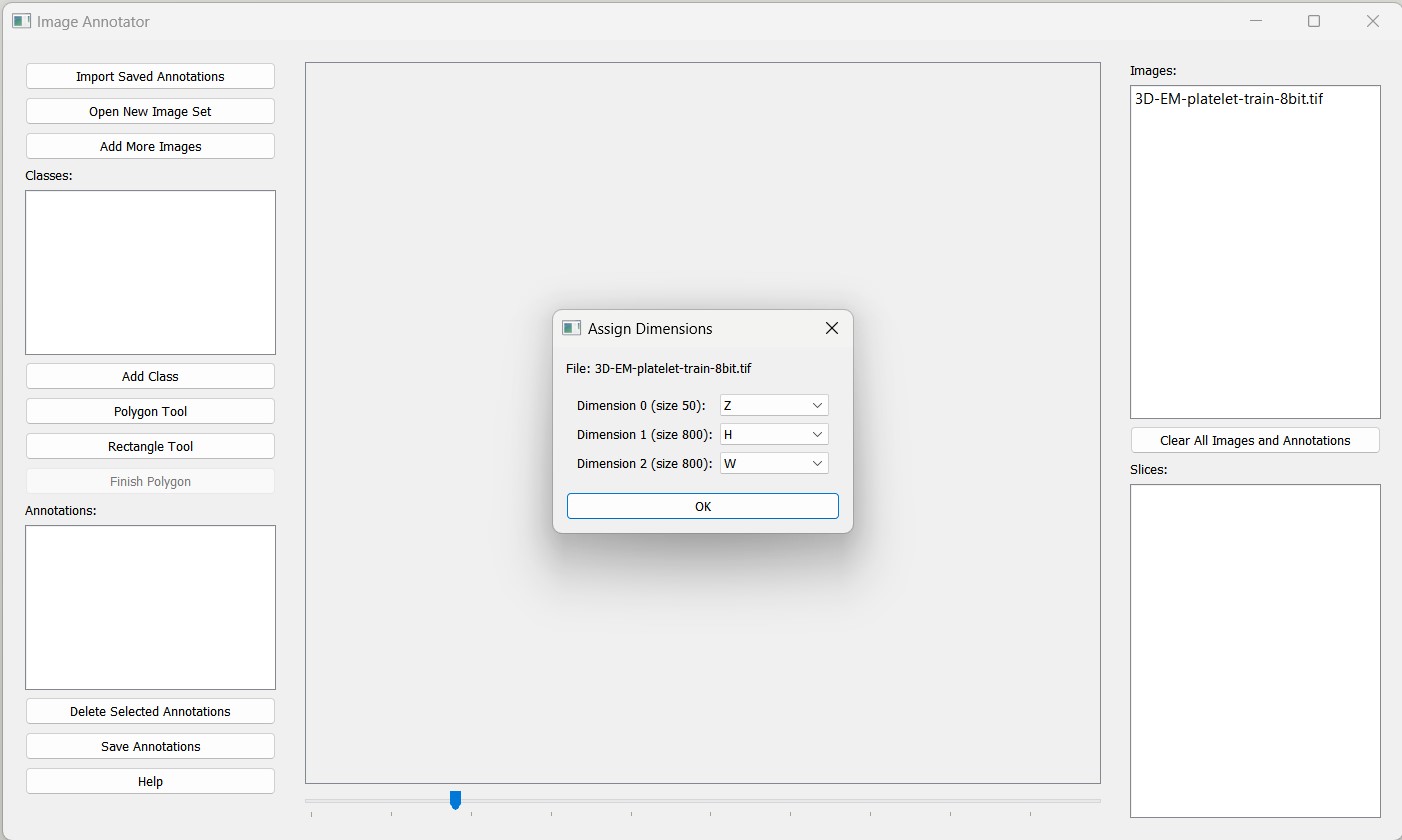 Image Annotator
Import Saved Annotations
Open New Image Set
Add More Images
Classes:
Add Class
Polygon Tool
Rectangle Tool
Finish Polygon
Annotations:
Delete Selected Annotations
Save Annotations
Help
Assign Dimensions
File: 3D-EM-platelet-train-8bit.tif
Dimension 0 (size 50): Z
Dimension 1 (size 800): H
Dimension 2 (size 800): W
OK
Images:
3D-EM-platelet-train-8bit.tif
Clear All Images and Annotations
Slices: